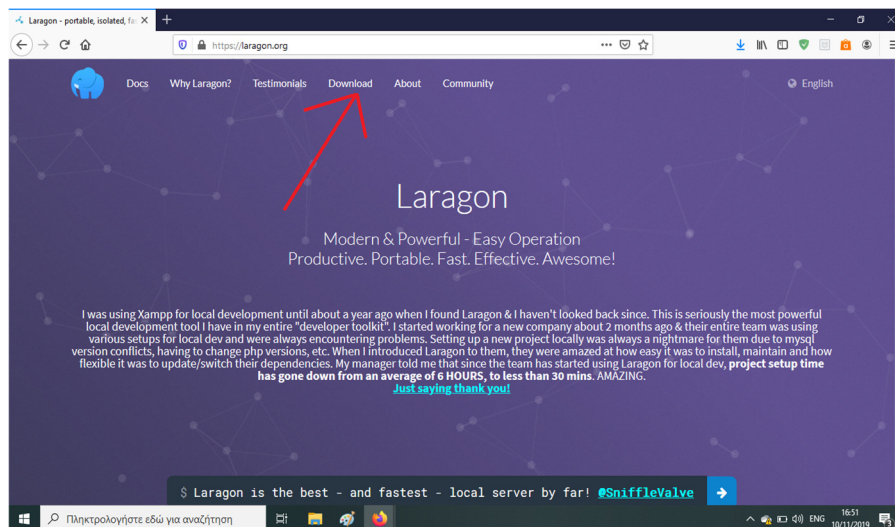 Laragon - portable, isolated, fa
https://laragon.org
Docs Why Laragon? Testimonials Download About Community English
Laragon
Modern & Powerful - Easy Operation
Productive. Portable. Fast. Effective. Awesome!
I was using Xampp for local development until about a year ago when I found Laragon & I haven't looked back since. This is seriously the most powerful
local development tool I have in my entire "developer toolkit". I started working for a new company about 2 months ago & their entire team was using
various setups for local dev and were always encountering problems. Setting up a new project locally was always a nightmare for them due to mysql
version conflicts, having to change php versions, etc. When I introduced Laragon to them, they were amazed at how easy it was to install, maintain and how
flexible it was to update/switch their dependencies. My manager told me that since the team has started using Laragon for local dev, project setup time
has gone down from an average of 6 HOURS, to less than 30 mins. AMAZING.
Just saying thank you!
$ Laragon is the best - and fastest - local server by far! @SniffleValve
Πληκτρολογήστε εδώ για αναζήτηση
ENG
16:51
10/11/2019